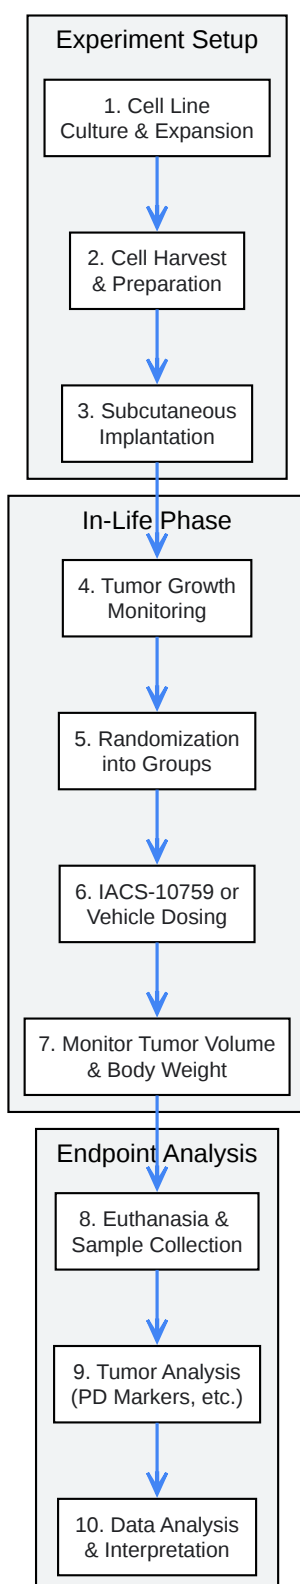 Experiment Setup
1. Cell Line
Culture & Expansion
2. Cell Harvest
& Preparation
3. Subcutaneous
Implantation
In-Life Phase
4. Tumor Growth
Monitoring
5. Randomization
into Groups
6. IACS-10759 or
Vehicle Dosing
7. Monitor Tumor Volume
& Body Weight
Endpoint Analysis
8. Euthanasia &
Sample Collection
9. Tumor Analysis
(PD Markers, etc.)
10. Data Analysis
& Interpretation